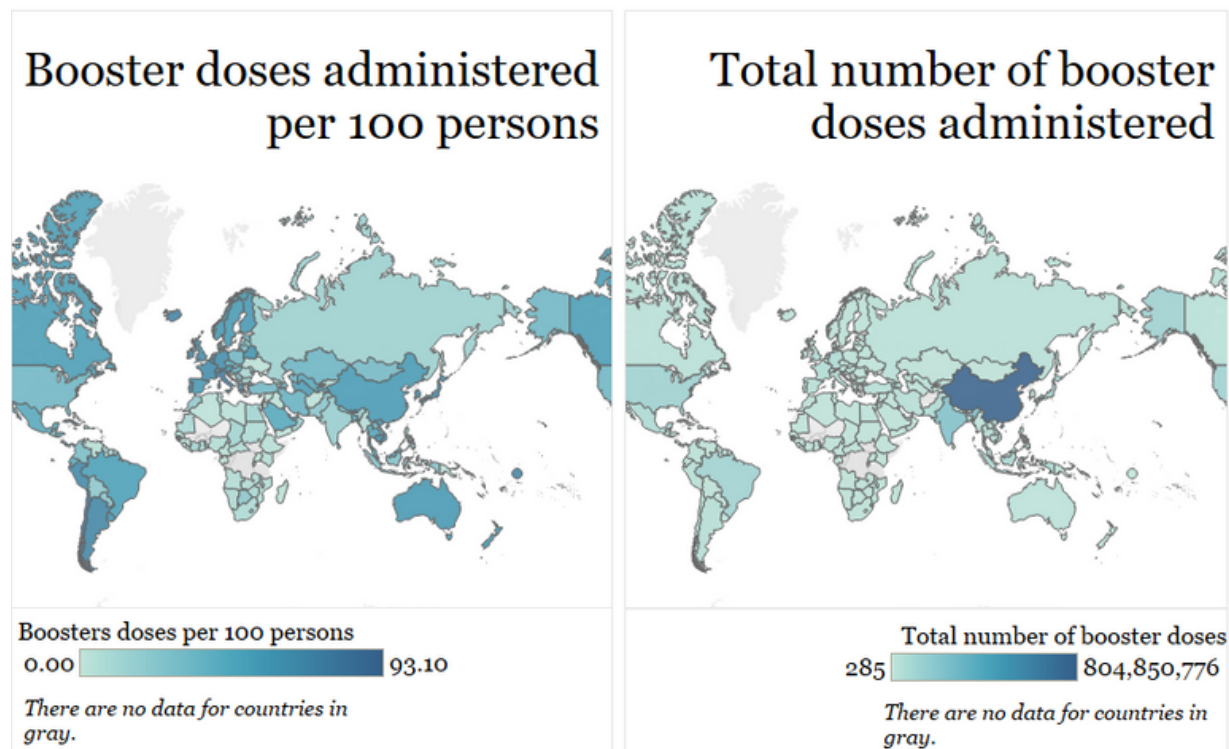 Booster doses administered
per 100 persons
Boosters doses per 100 persons
0.00 93.10
There are no data for countries in
gray.
Total number of booster
doses administered
Total number of booster doses
285 804,850,776
There are no data for countries in
gray.